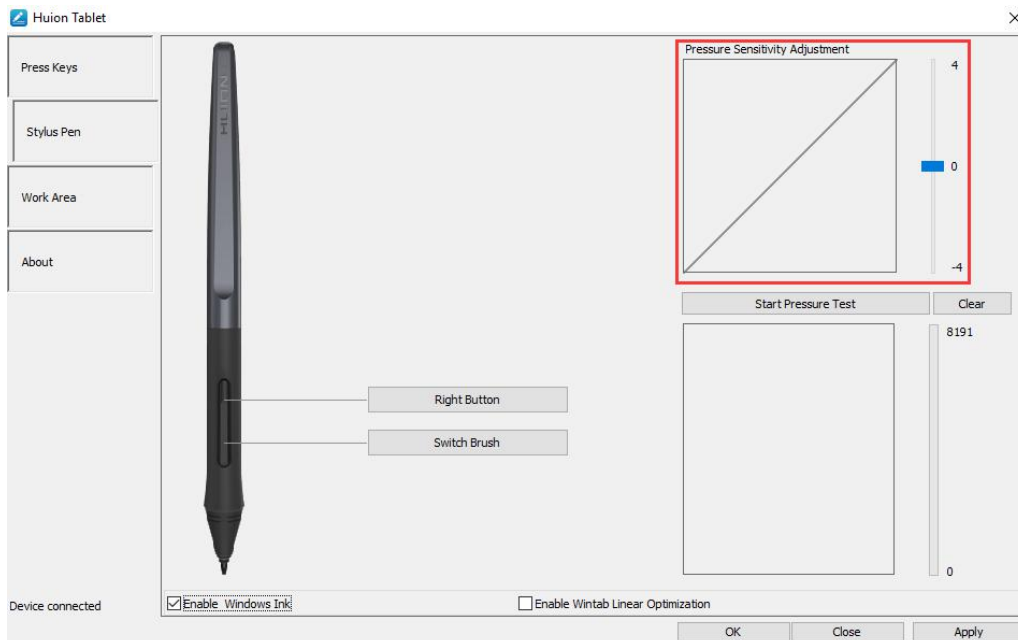 Huion Tablet
Press Keys
Stylus Pen
Work Area
About
Device connected
HUION
Right Button
Switch Brush
Pressure Sensitivity Adjustment
4
0
-4
Start Pressure Test
Clear
8191
0
Enable Windows Ink
Enable Wintab Linear Optimization
OK
Close
Apply